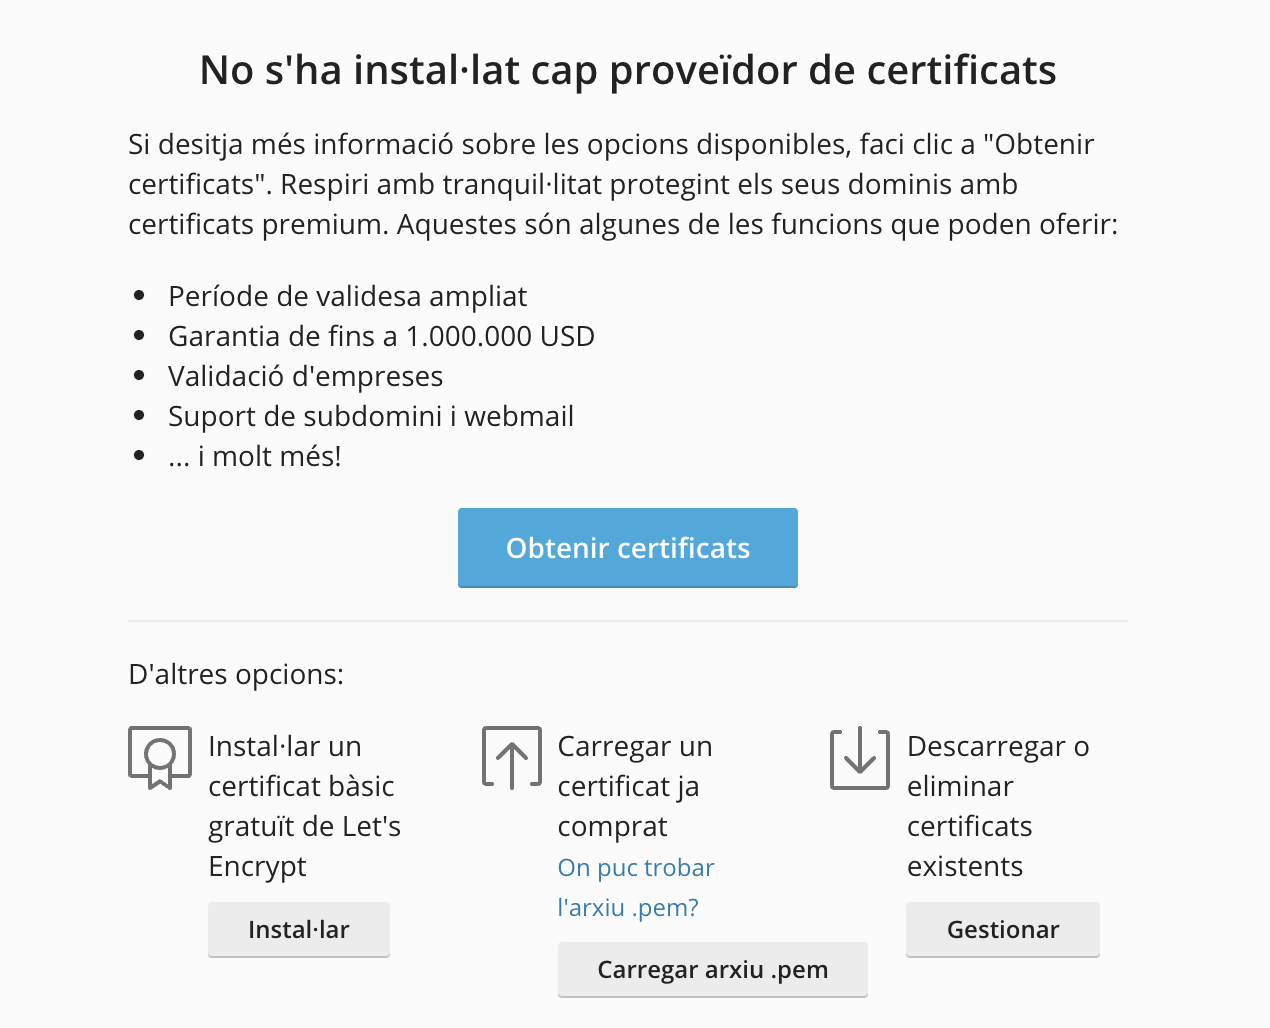 No s'ha instal·lat cap proveïdor de certificats
Si desitja més informació sobre les opcions disponibles, faci clic a "Obtenir
certificats". Respiri amb tranquil·litat protegint els seus dominis amb
certificats premium. Aquestes són algunes de les funcions que poden oferir:
• Període de validesa ampliat
• Garantia de fins a 1.000.000 USD
• Validació d'empreses
• Suport de subdomini i webmail
• ... i molt més!
Obtenir certificats
D'altres opcions:
Instal·lar un
certificat bàsic
gratuït de Let's
Encrypt
Instal·lar
Carregar un
certificat ja
comprat
On puc trobar
l'arxiu .pem?
Carregar arxiu .pem
Descarregar o
eliminar
certificats
existents
Gestionar